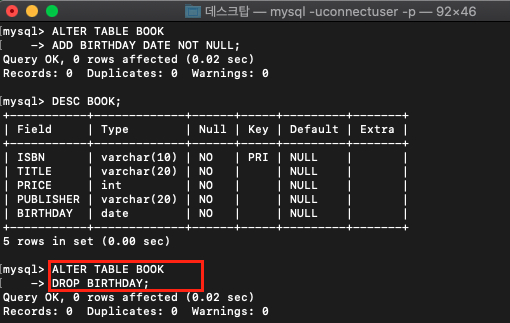 데스크탑 — mysql -uconnectuser -p — 92×46
[mysql> ALTER TABLE BOOK
[    -> ADD BIRTHDAY DATE NOT NULL;
Query OK, 0 rows affected (0.02 sec)
Records: 0  Duplicates: 0  Warnings: 0
[mysql> DESC BOOK;
+-----------+-------------+------+-----+---------+-------+
| Field     | Type        | Null | Key | Default | Extra |
+-----------+-------------+------+-----+---------+-------+
| ISBN      | varchar(10) | NO   | PRI | NULL    |       |
| TITLE     | varchar(20) | NO   |     | NULL    |       |
| PRICE     | int         | NO   |     | NULL    |       |
| PUBLISHER | varchar(20) | NO   |     | NULL    |       |
| BIRTHDAY  | date        | NO   |     | NULL    |       |
+-----------+-------------+------+-----+---------+-------+
5 rows in set (0.00 sec)
[mysql> ALTER TABLE BOOK
[    -> DROP BIRTHDAY;
Query OK, 0 rows affected (0.02 sec)
Records: 0  Duplicates: 0  Warnings: 0